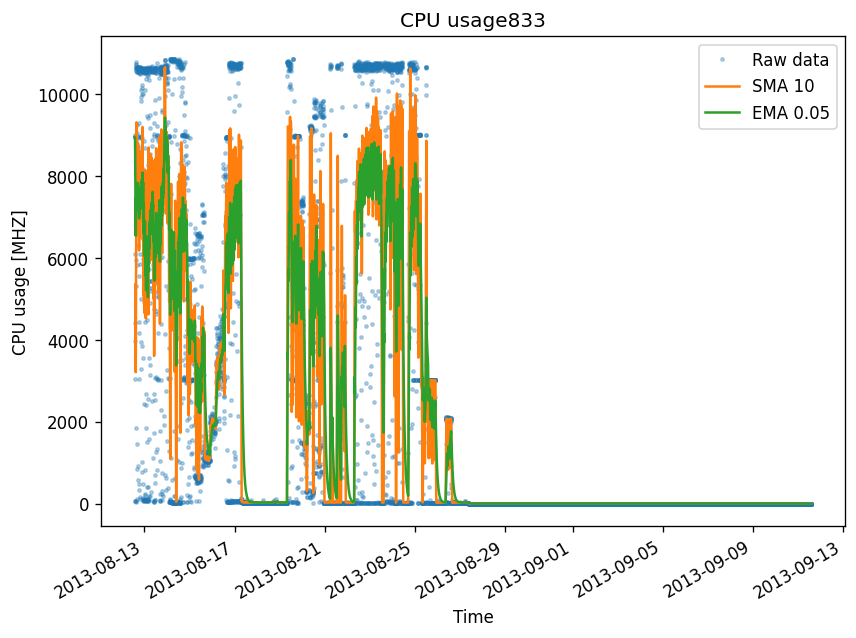 CPU usage833
Raw data
SMA 10
EMA 0.05
CPU usage [MHZ]
10000
8000
6000
4000
2000
0
2013-08-13
2013-08-17
2013-08-21
2013-08-25
2013-08-29
2013-09-01
2013-09-05
2013-09-09
2013-09-13
Time